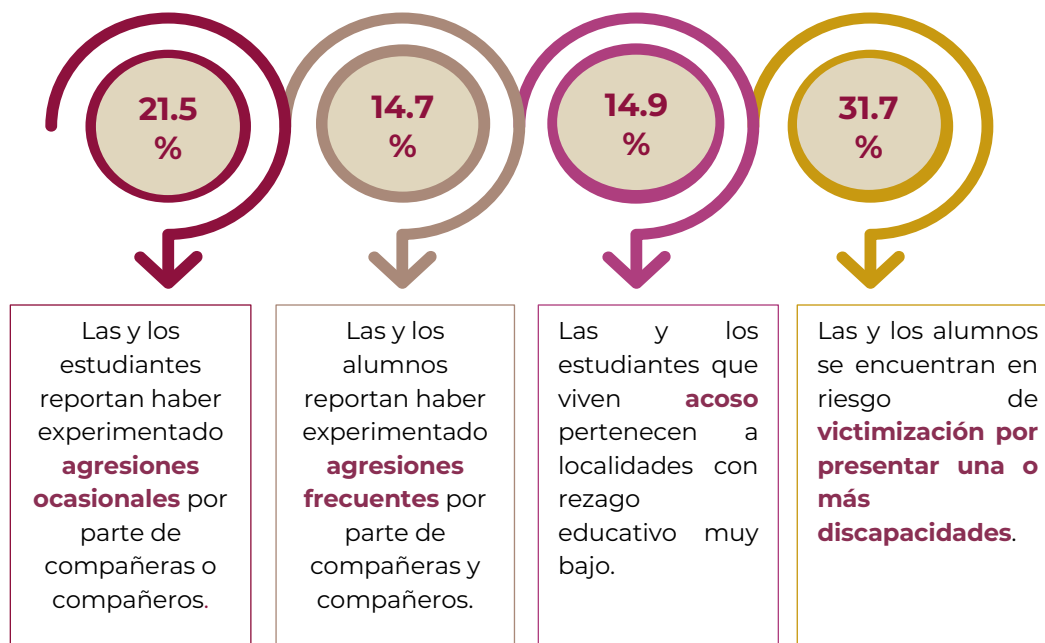 21.5
%
14.7
%
14.9
%
31.7
%
Las y los
estudiantes
reportan haber
experimentado
agresiones
ocasionales por
parte de
compañeras o
compañeros.
Las y los
alumnos
reportan haber
experimentado
agresiones
frecuentes por
parte de
compañeras y
compañeros.
Las y los
estudiantes que
viven acoso
pertenecen a
localidades con
rezago
educativo muy
bajo.
Las y los alumnos
se encuentran en
riesgo de
victimización por
presentar una o
más
discapacidades.